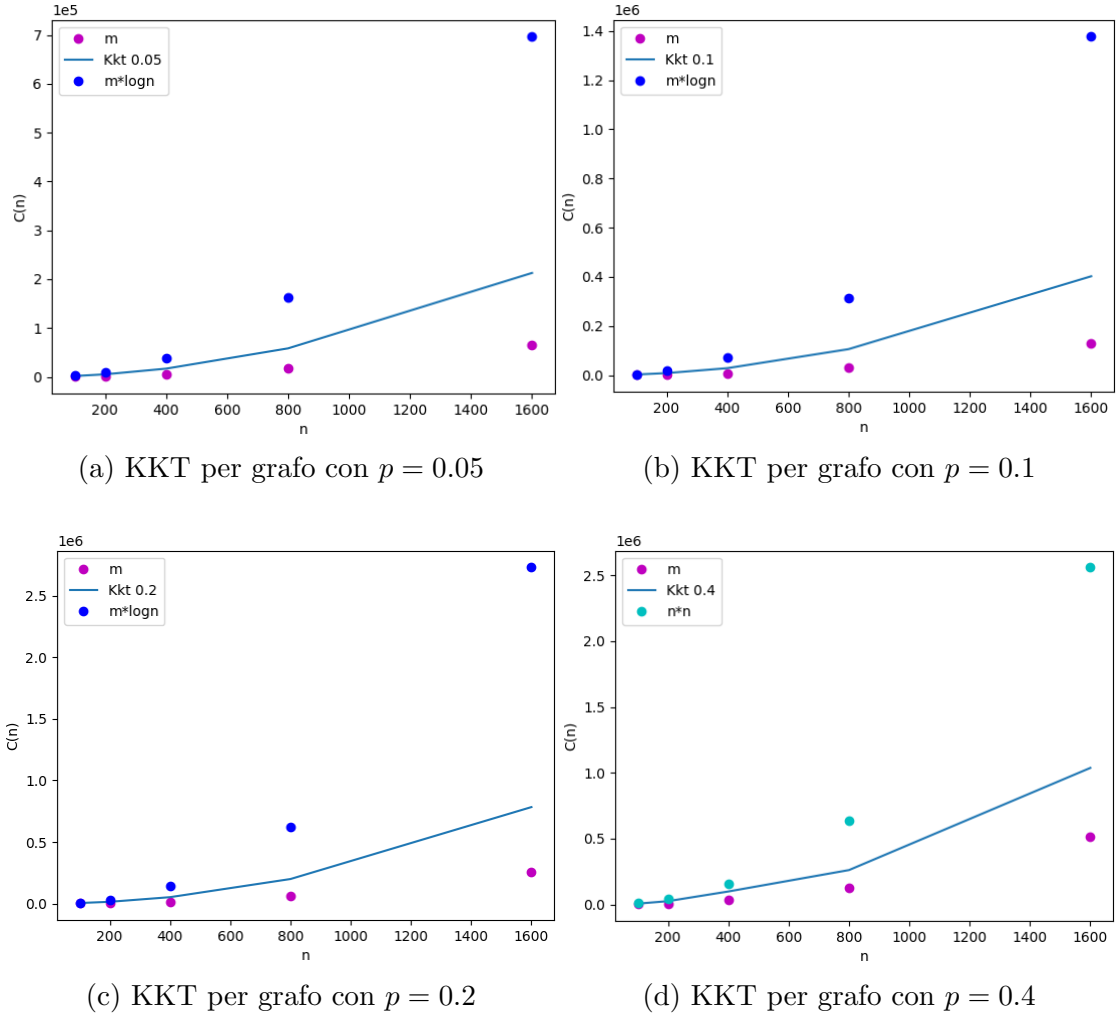 1e5
7
6
5
4
3
2
1
0
C(n)
m
Kkt 0.05
m*logn
200 400 600 800 1000 1200 1400 1600
n
(a) KKT per grafo con p = 0.05
1e6
1.4
1.2
1.0
0.8
0.6
0.4
0.2
0.0
C(n)
m
Kkt 0.1
m*logn
200 400 600 800 1000 1200 1400 1600
n
(b) KKT per grafo con p = 0.1
1e6
2.5
2.0
1.5
1.0
0.5
0.0
C(n)
m
Kkt 0.2
m*logn
200 400 600 800 1000 1200 1400 1600
n
(c) KKT per grafo con p = 0.2
1e6
2.5
2.0
1.5
1.0
0.5
0.0
C(n)
m
Kkt 0.4
n*n
200 400 600 800 1000 1200 1400 1600
n
(d) KKT per grafo con p = 0.4